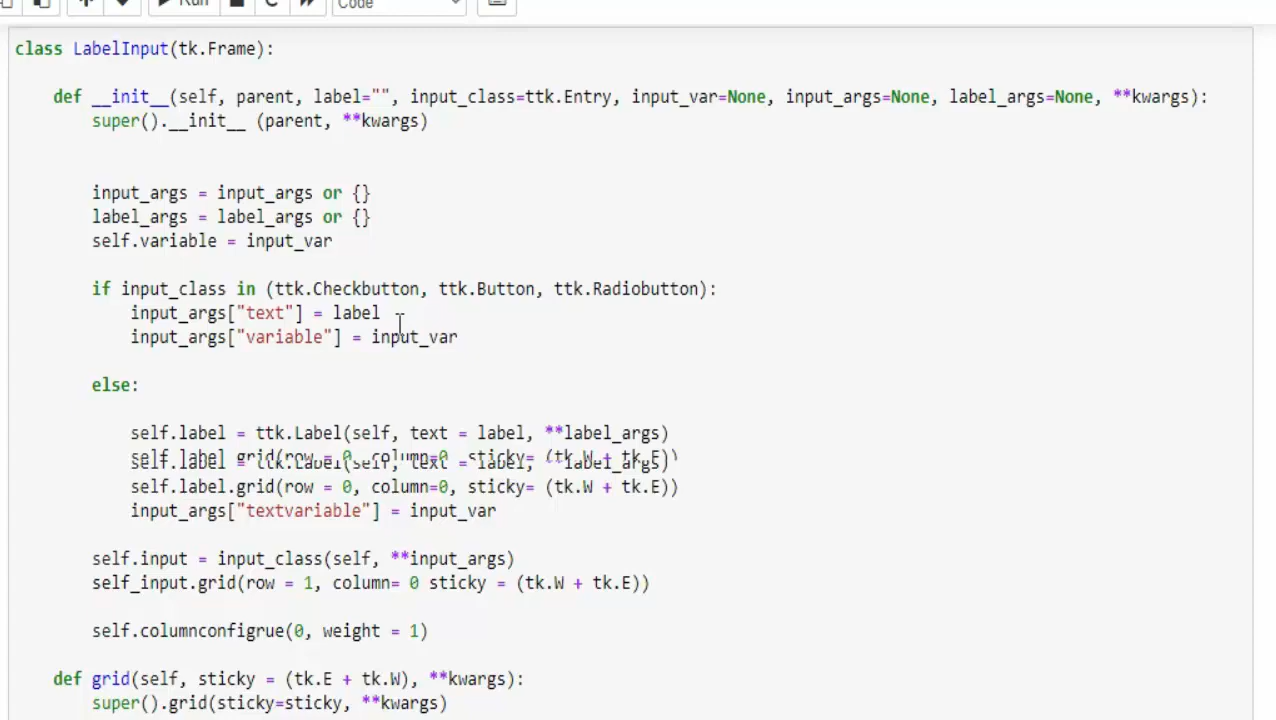 Run
Code
class LabelInput(tk.Frame):
def __init__(self, parent, label="", input_class=ttk.Entry, input_var=None, input_args=None, label_args=None, **kwargs):
super().__init__ (parent, **kwargs)
input_args = input_args or {}
label_args = label_args or {}
self.variable = input_var
if input_class in (ttk.Checkbutton, ttk.Button, ttk.Radiobutton):
input_args["text"] = label
input_args["variable"] = input_var
else:
self.label = ttk.Label(self, text = label, **label_args)
self.label.grid(row = 0, column=0, sticky= (tk.W + tk.E))
input_args["textvariable"] = input_var
self.input = input_class(self, **input_args)
self_input.grid(row = 1, column= 0 sticky = (tk.W + tk.E))
self.columnconfigrue(0, weight = 1)
def grid(self, sticky = (tk.E + tk.W), **kwargs):
super().grid(sticky=sticky, **kwargs)